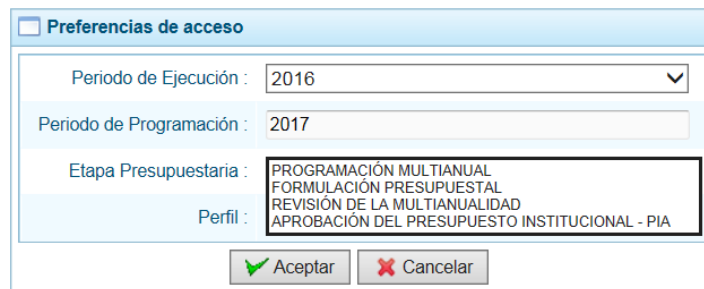 Preferencias de acceso
Periodo de Ejecución : 2016
Periodo de Programación : 2017
Etapa Presupuestaria : PROGRAMACIÓN MULTIANUAL
FORMULACIÓN PRESUPUESTAL
REVISIÓN DE LA MULTIANUALIDAD
Perfil : APROBACIÓN DEL PRESUPUESTO INSTITUCIONAL - PIA
Aceptar Cancelar